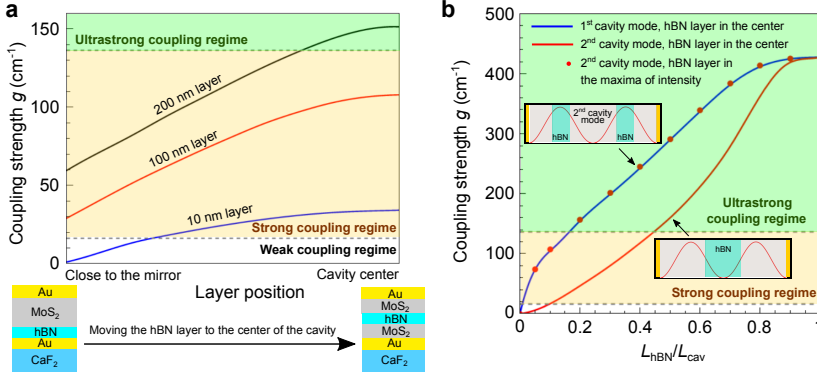 a
Coupling strength g (cm⁻¹)
150
100
50
0
Ultrastrong coupling regime
200 nm layer
100 nm layer
10 nm layer
Strong coupling regime
Weak coupling regime
Close to the mirror
Cavity center
Layer position
Au
MoS₂
hBN
Au
CaF₂
Moving the hBN layer to the center of the cavity
Au
MoS₂
hBN
MoS₂
Au
CaF₂
b
Coupling strength g (cm⁻¹)
500
400
300
200
100
0
1ˢᵗ cavity mode, hBN layer in the center
2ⁿᵈ cavity mode, hBN layer in the center
2ⁿᵈ cavity mode, hBN layer in
the maxima of intensity
2ⁿᵈ cavity
mode
hBN
hBN
Ultrastrong
coupling regime
hBN
Strong coupling regime
0
0.2
0.4
0.6
0.8
1
L_hBN/L_cav